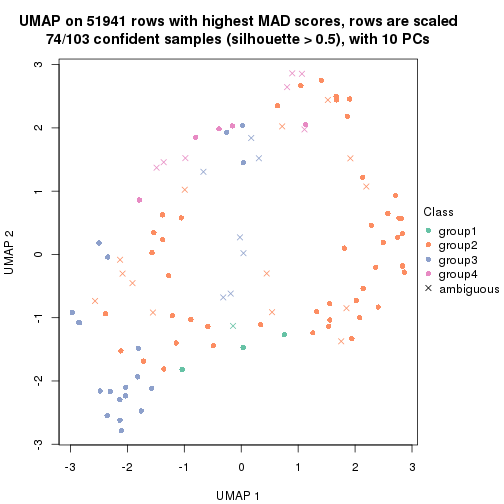 UMAP on 51941 rows with highest MAD scores, rows are scaled
74/103 confident samples (silhouette > 0.5), with 10 PCs
3
2
1
0
-1
-2
-3
UMAP 2
-3
-2
-1
0
1
2
3
UMAP 1
Class
group1
group2
group3
group4
ambiguous